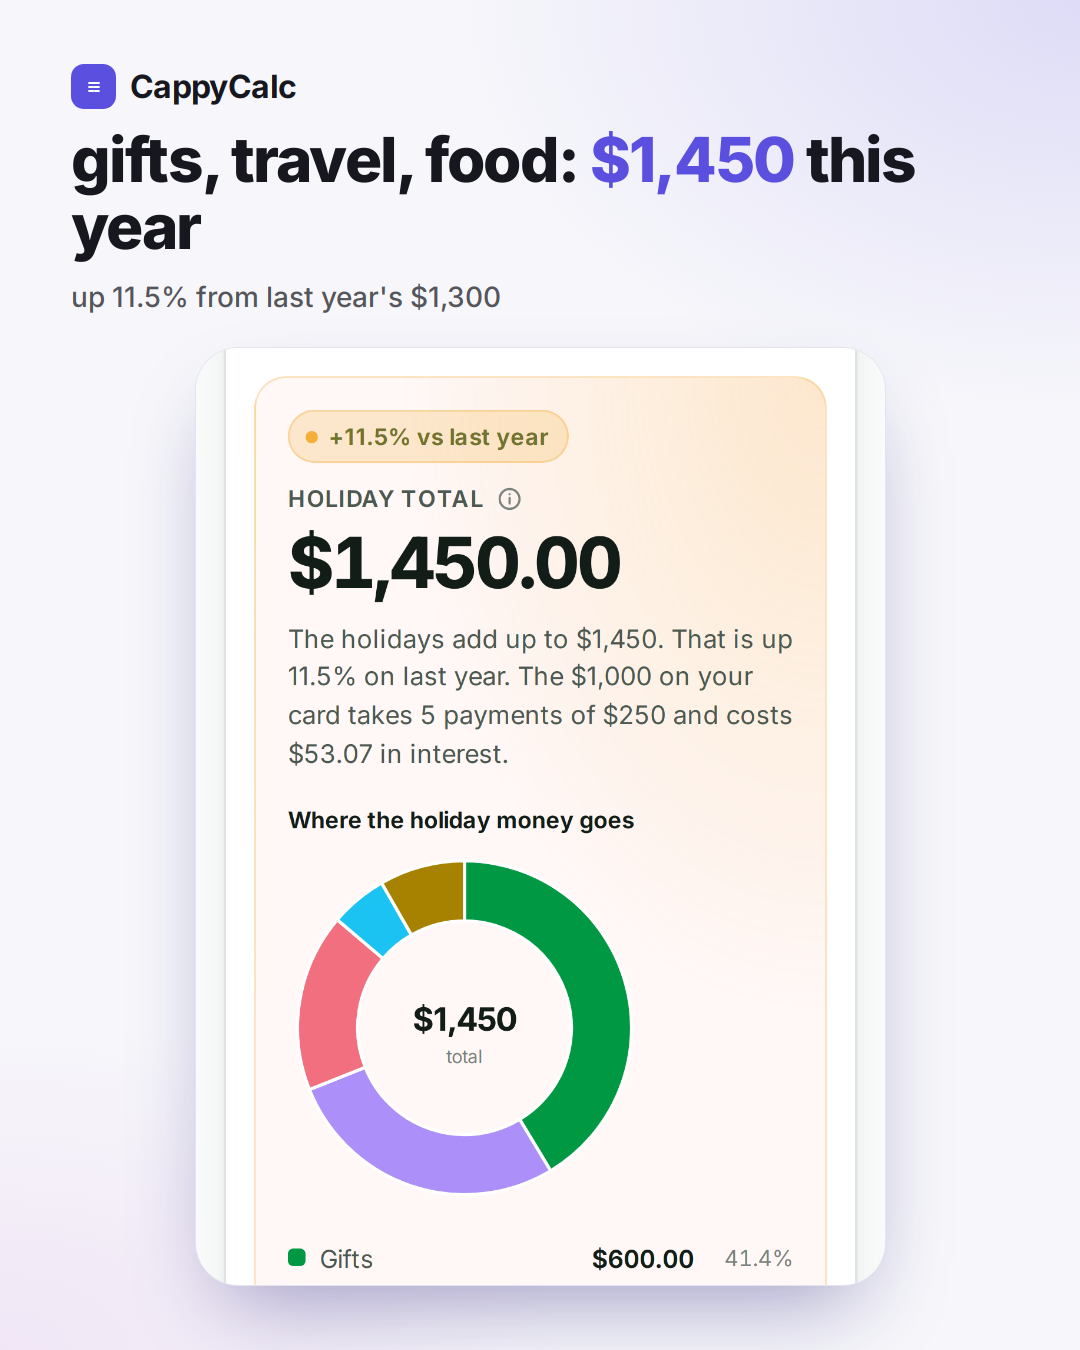 CappyCalc
gifts, travel, food: $1,450 this
year
up 11.5% from last year's $1,300
+11.5% vs last year
HOLIDAY TOTAL
$1,450.00
The holidays add up to $1,450. That is up
11.5% on last year. The $1,000 on your
card takes 5 payments of $250 and costs
$53.07 in interest.
Where the holiday money goes
$1,450
total
Gifts $600.00 41.4%